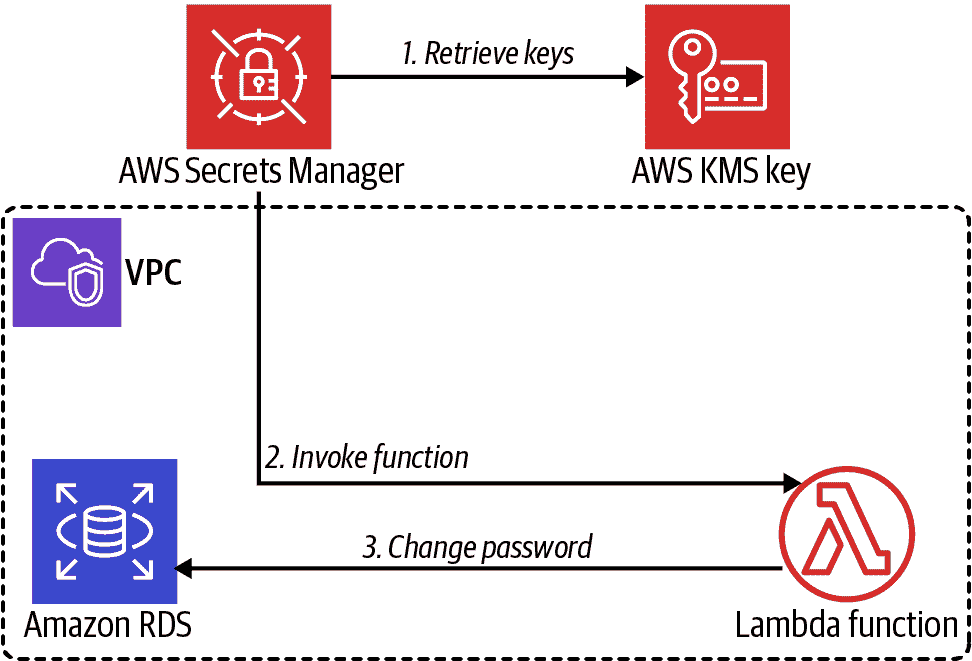 1. Retrieve keys
AWS Secrets Manager
AWS KMS key
VPC
2. Invoke function
3. Change password
Amazon RDS
Lambda function